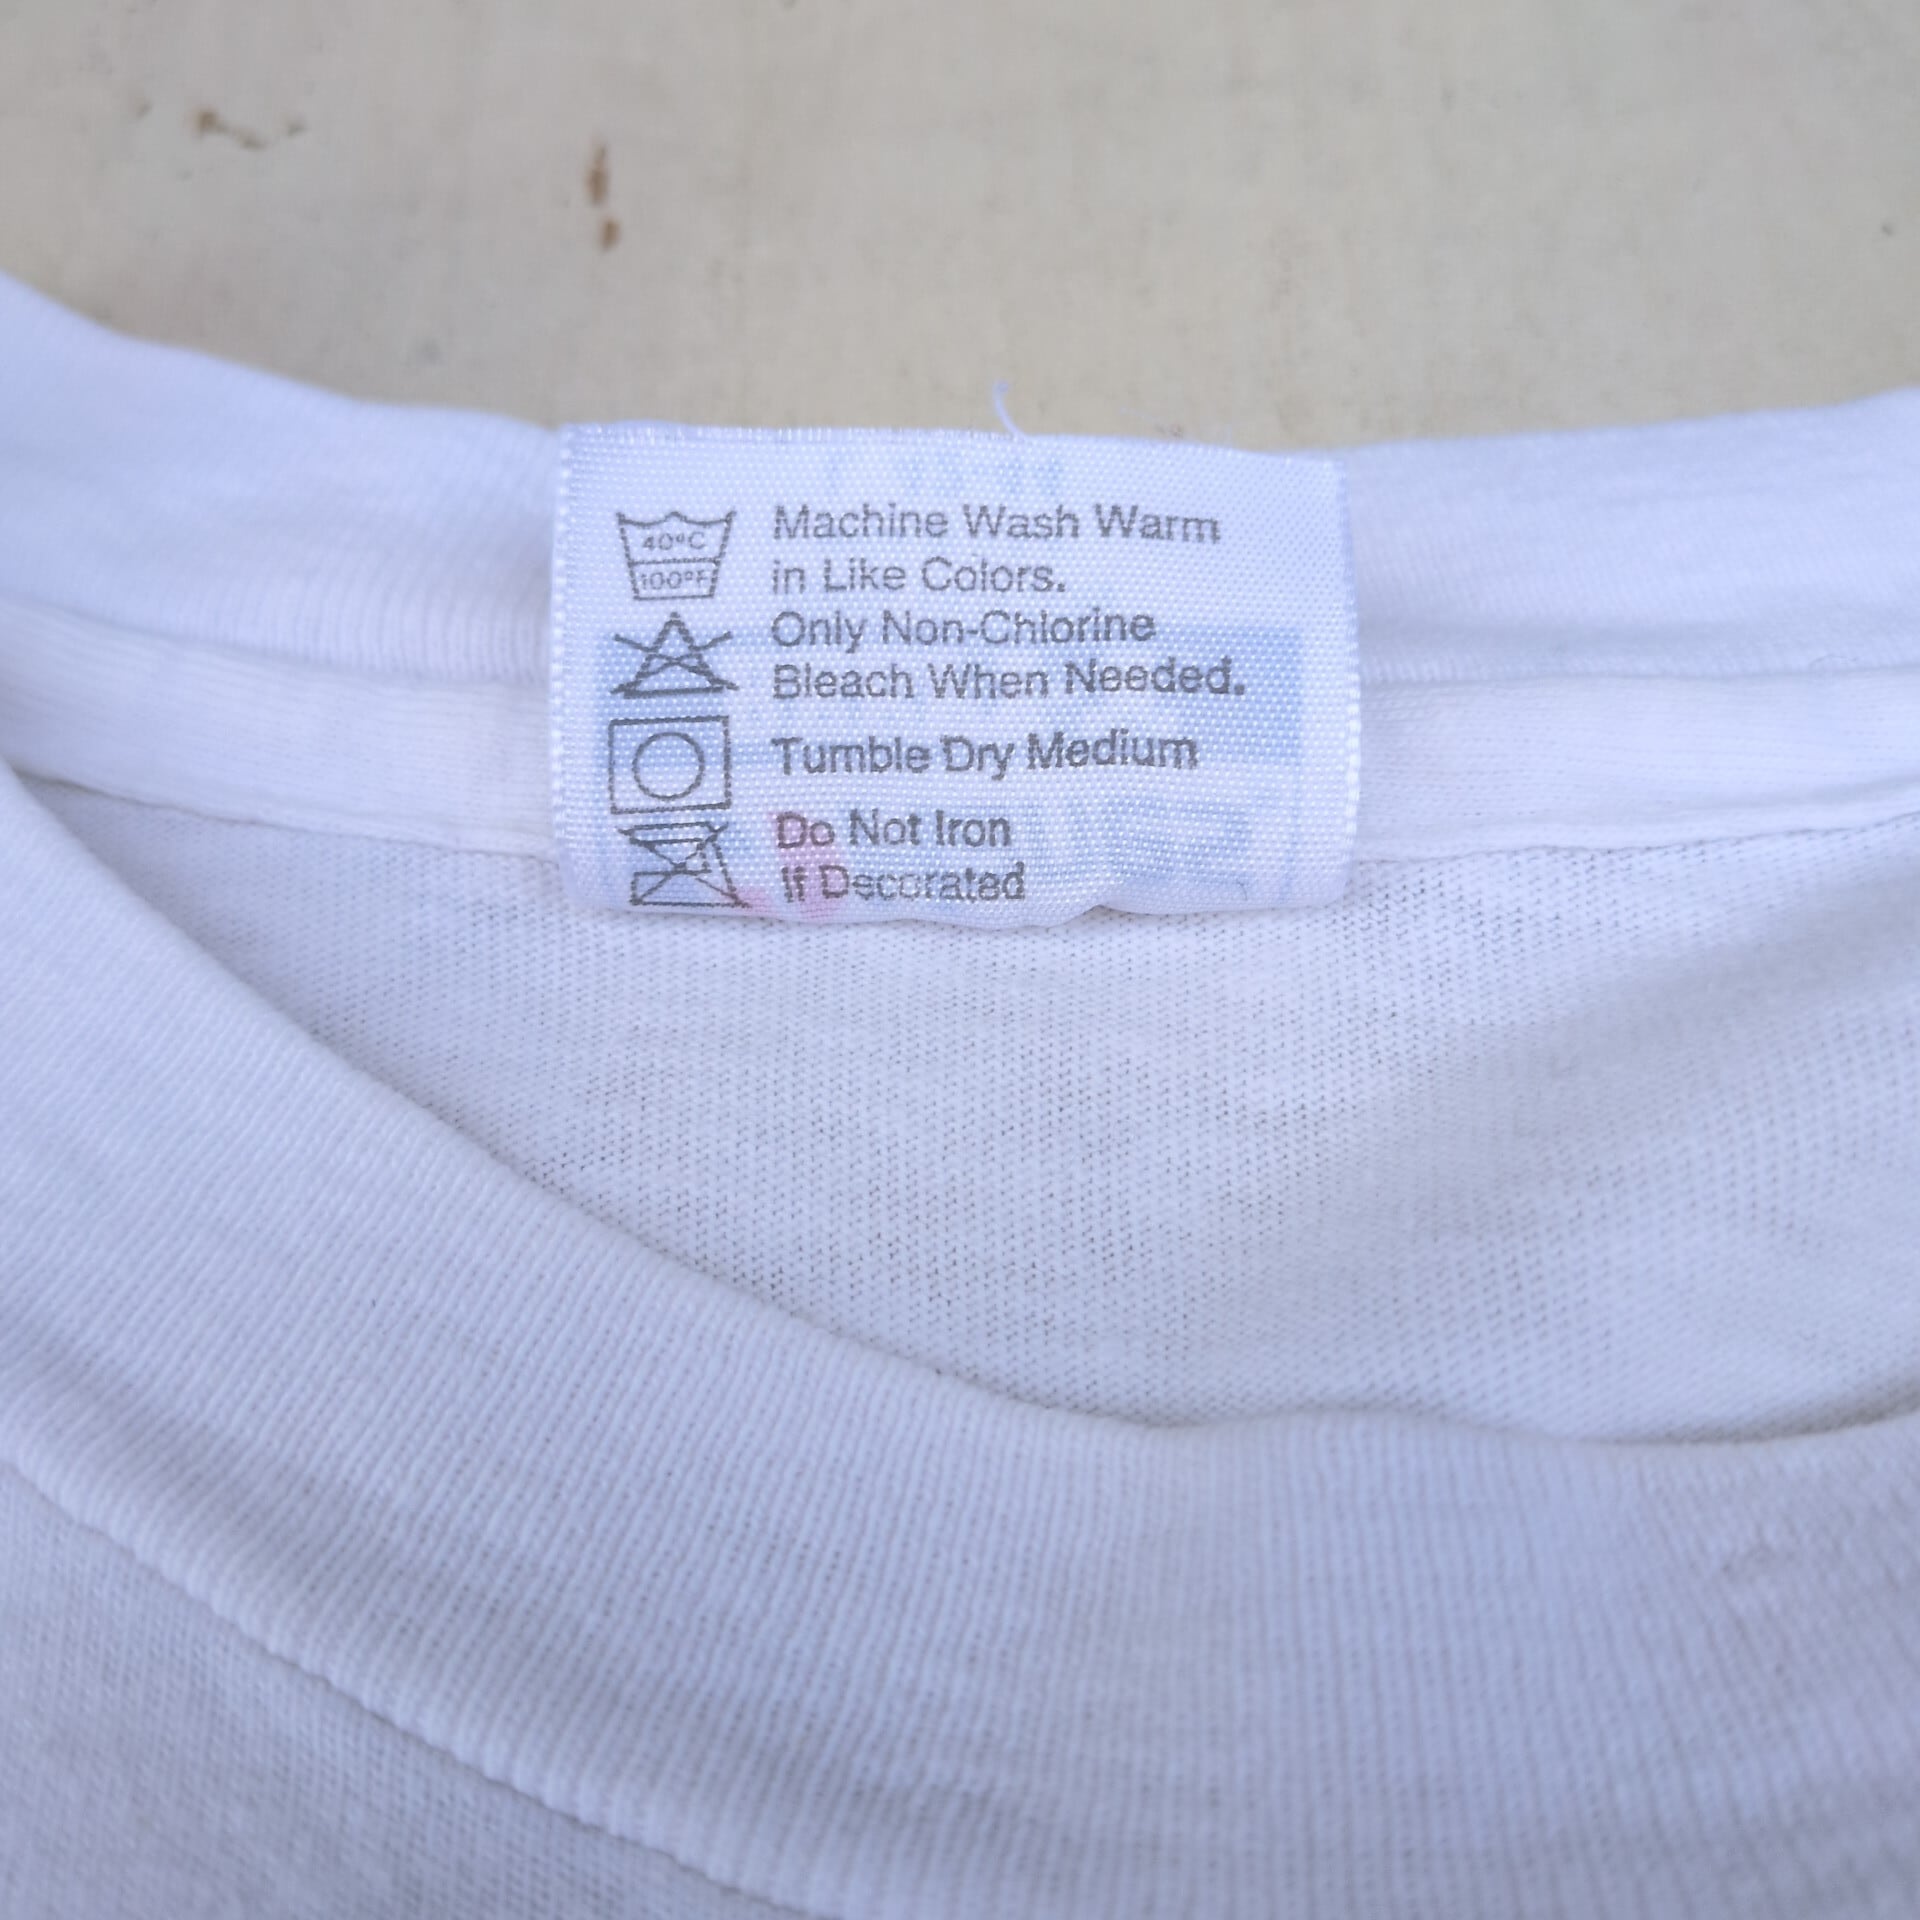 40°C
100°F
Machine Wash Warm
in Like Colors.
Only Non-Chlorine
Bleach When Needed.
Tumble Dry Medium
Do Not Iron
If Decorated